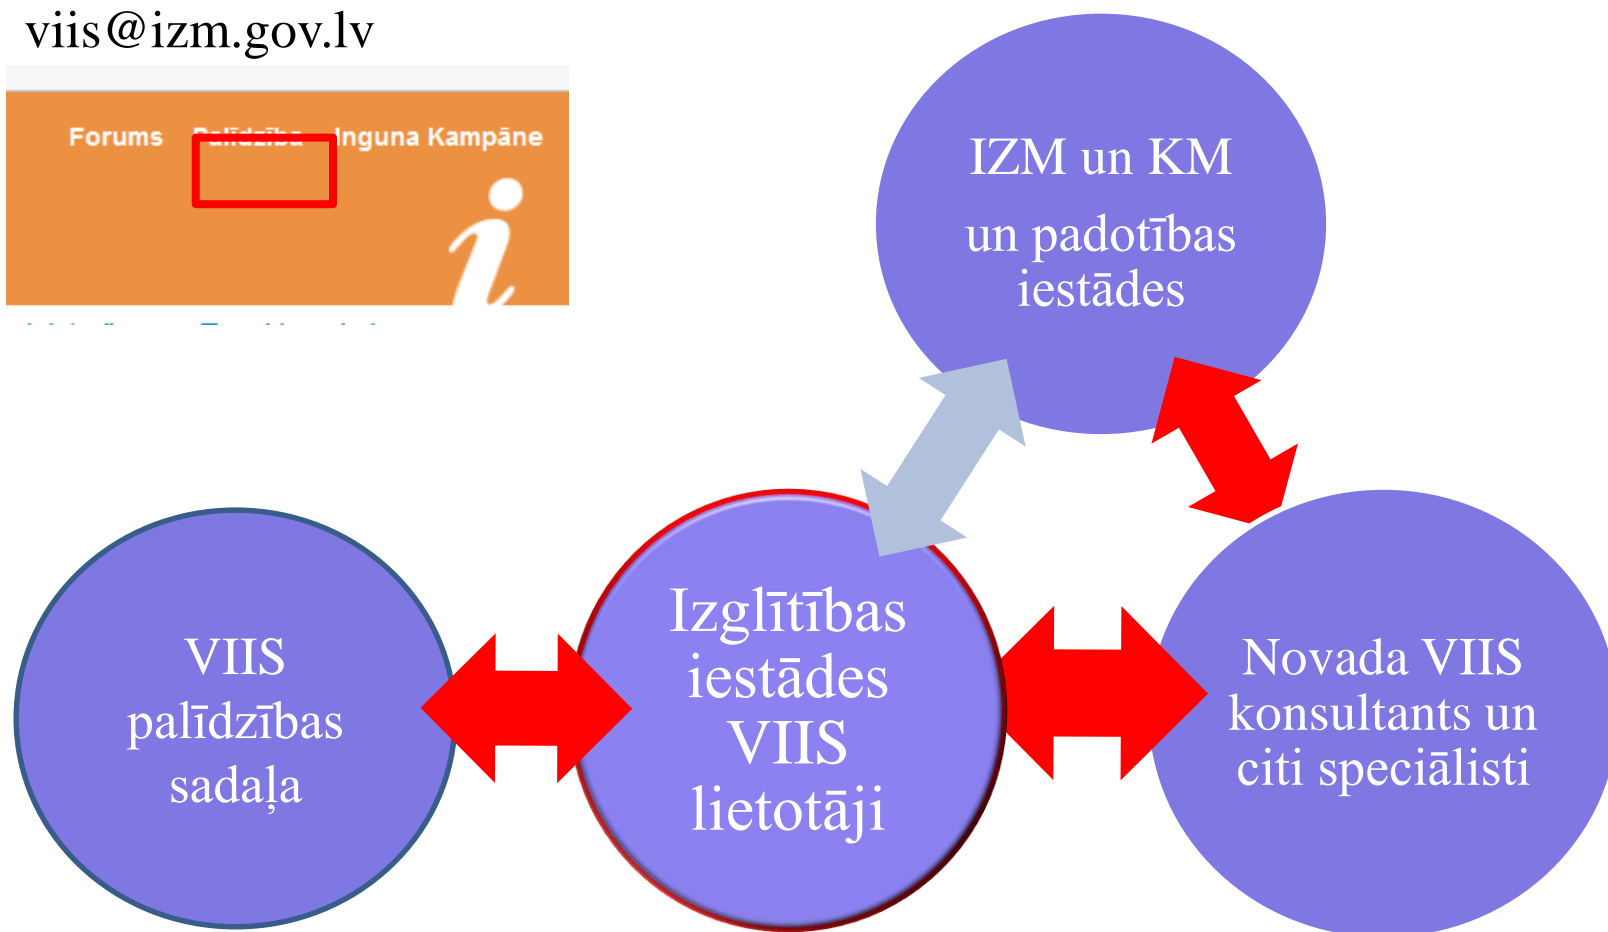 viis@izm.gov.lv
Forums Palīdzība Inguna Kampāne
IZM un KM
un padotības
iestādes
VIIS
palīdzības
sadaļa
Izglītības
iestādes
VIIS
lietotāji
Novada VIIS
konsultants un
citi speciālisti